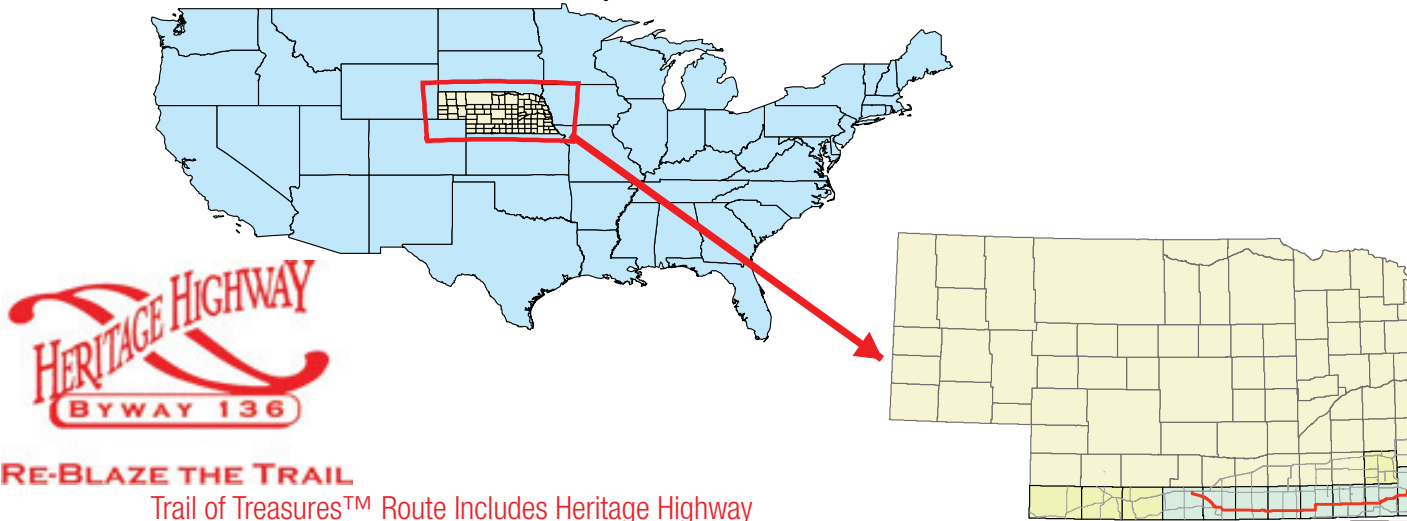 HERITAGE HIGHWAY
BYWAY 136
RE-BLAZE THE TRAIL
Trail of Treasures™ Route Includes Heritage Highway